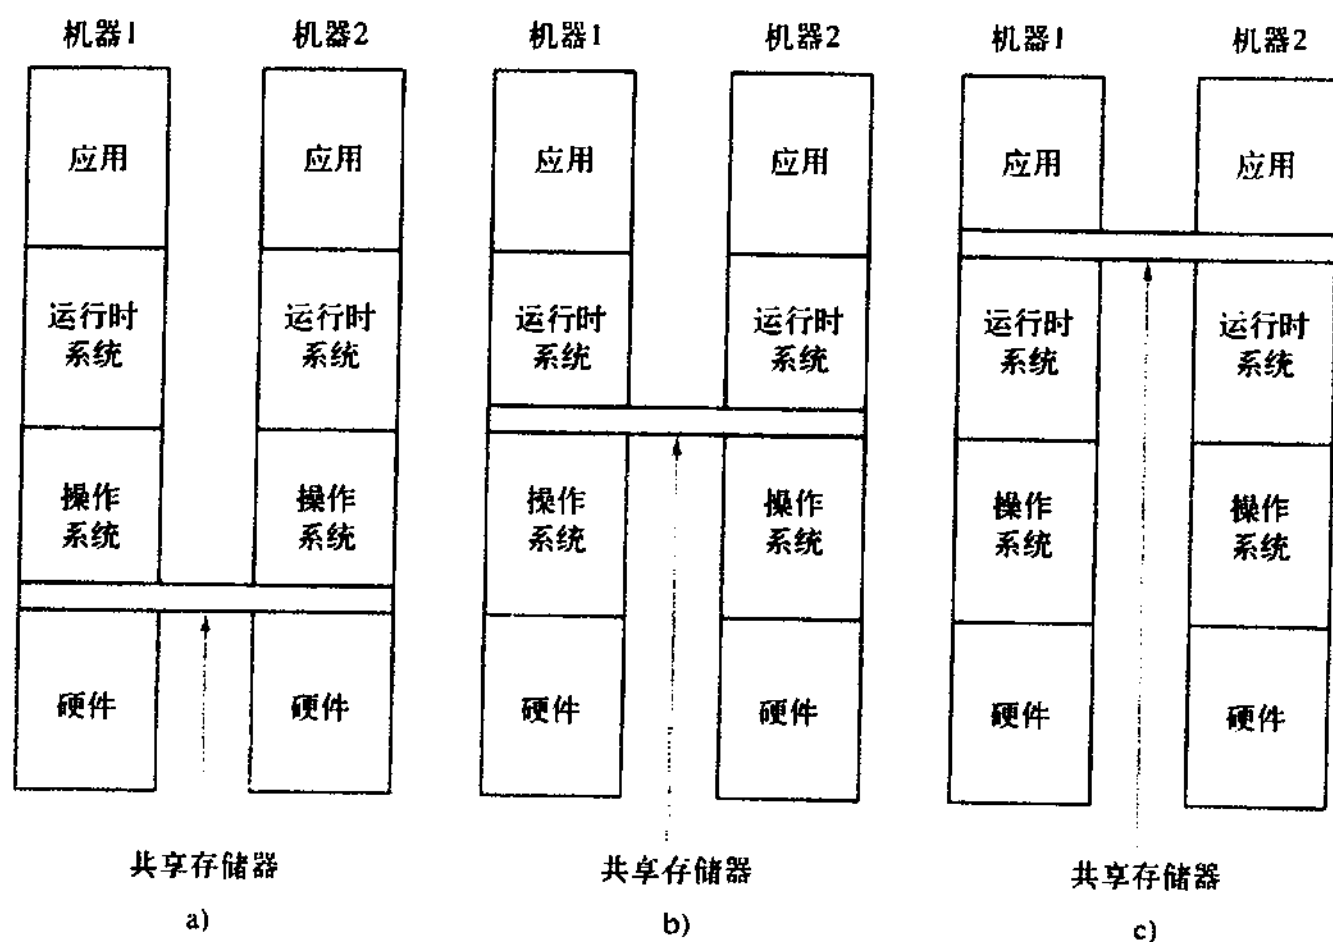 机器1
机器2
应用
应用
运行时
系统
运行时
系统
操作
系统
操作
系统
硬件
硬件
共享存储器
a)
机器1
机器2
应用
应用
运行时
系统
运行时
系统
操作
系统
操作
系统
硬件
硬件
共享存储器
b)
机器1
机器2
应用
应用
运行时
系统
运行时
系统
操作
系统
操作
系统
硬件
硬件
共享存储器
c)